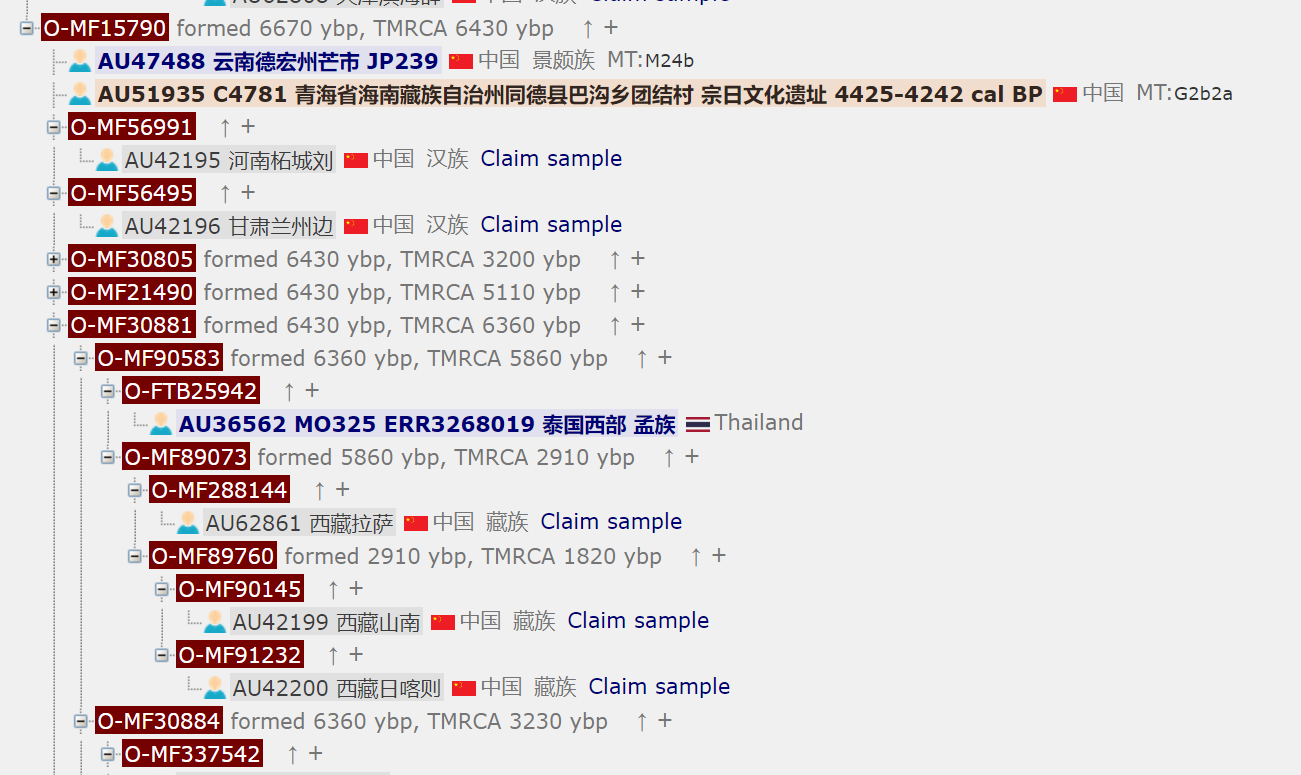 O-MF15790 formed 6670 ybp, TMRCA 6430 ybp ↑ +
AU47488 云南德宏州芒市 JP239 中国 景颇族 MT:M24b
AU51935 C4781 青海省海南藏族自治州同德县巴沟乡团结村 宗日文化遗址 4425-4242 cal BP 中国 MT:G2b2a
O-MF56991 ↑ +
AU42195 河南柘城刘 中国 汉族 Claim sample
O-MF56495 ↑ +
AU42196 甘肃兰州边 中国 汉族 Claim sample
O-MF30805 formed 6430 ybp, TMRCA 3200 ybp ↑ +
O-MF21490 formed 6430 ybp, TMRCA 5110 ybp ↑ +
O-MF30881 formed 6430 ybp, TMRCA 6360 ybp ↑ +
O-MF90583 formed 6360 ybp, TMRCA 5860 ybp ↑ +
O-FTB25942 ↑ +
AU36562 MO325 ERR3268019 泰国西部 孟族 Thailand
O-MF89073 formed 5860 ybp, TMRCA 2910 ybp ↑ +
O-MF288144 ↑ +
AU62861 西藏拉萨 中国 藏族 Claim sample
O-MF89760 formed 2910 ybp, TMRCA 1820 ybp ↑ +
O-MF90145 ↑ +
AU42199 西藏山南 中国 藏族 Claim sample
O-MF91232 ↑ +
AU42200 西藏日喀则 中国 藏族 Claim sample
O-MF30884 formed 6360 ybp, TMRCA 3230 ybp ↑ +
O-MF337542 ↑ +